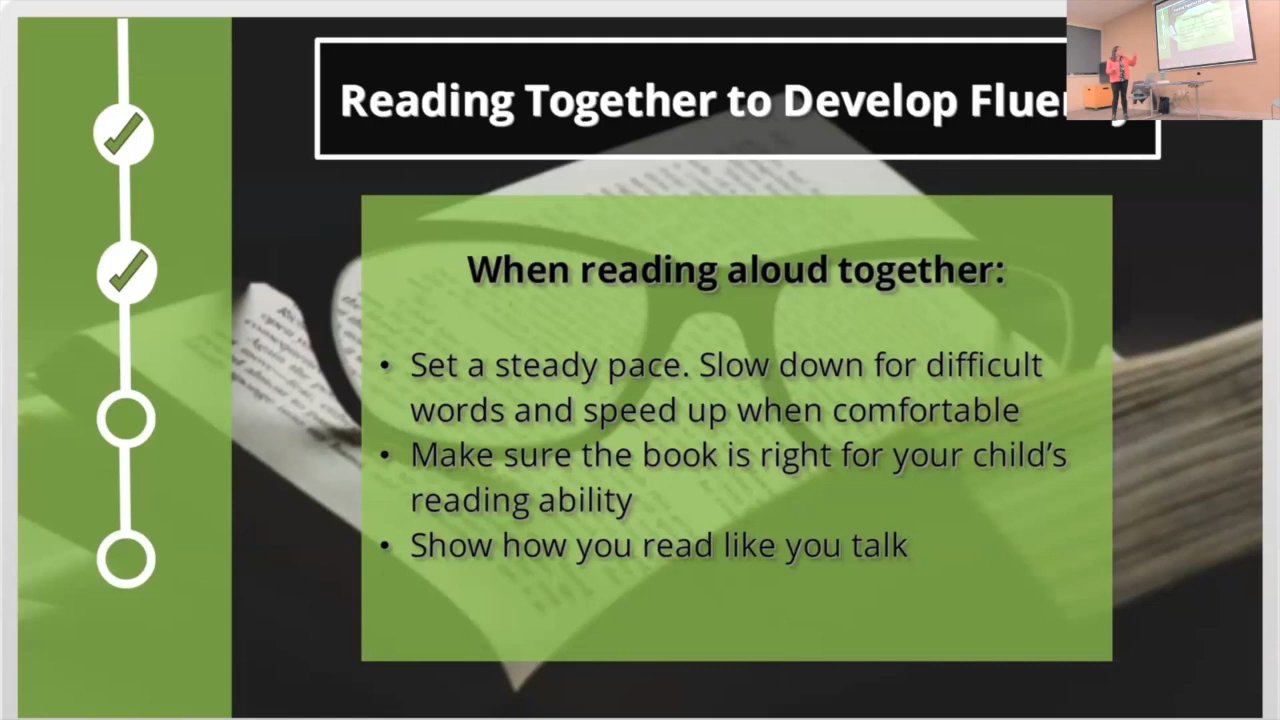 Reading Together to Develop
When reading aloud together:
• Set a steady pace. Slow down for difficult
words and speed up when comfortable
• Make sure the book is right for your child's
reading ability
• Show how you read like you talk